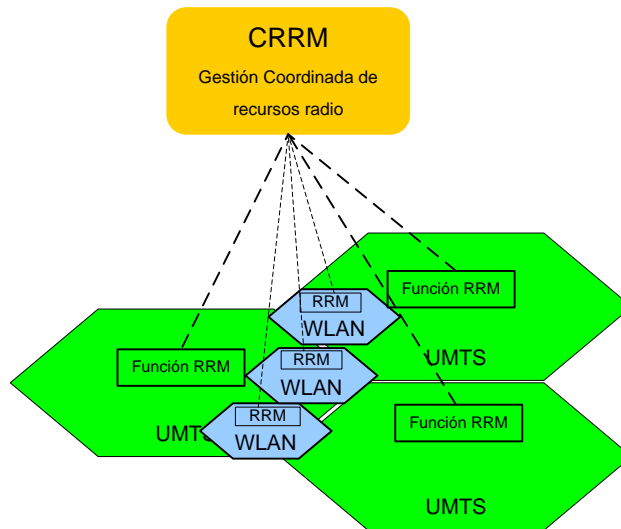 CRRM
Gestión Coordinada de
recursos radio
Función RRM
RRM
WLAN
UMTS
Función RRM
RRM
WLAN
RRM
WLAN
UMTS
Función RRM
UMTS